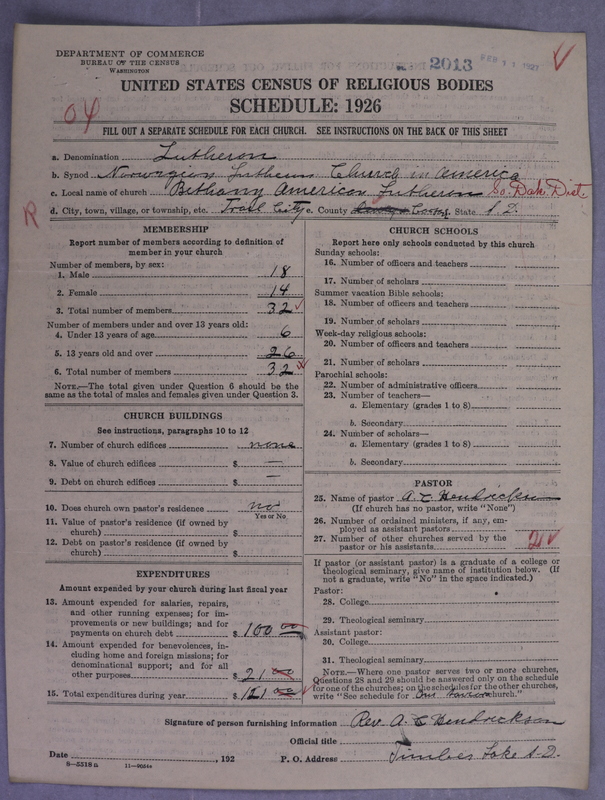 DEPARTMENT OF COMMERCE
BUREAU OF THE CENSUS
WASHINGTON
2013 FEB 11 1927
UNITED STATES CENSUS OF RELIGIOUS BODIES
SCHEDULE: 1926
04
FILL OUT A SEPARATE SCHEDULE FOR EACH CHURCH. SEE INSTRUCTIONS ON THE BACK OF THIS SHEET
a. Denomination Lutheran
b. Synod Norwegian Lutheran Church in America
c. Local name of church Bethany American Lutheran So. Dak. Dist.
R d. City, town, village, or township, etc. Trail City. County Corson, State S. D.
MEMBERSHIP
Report number of members according to definition of
member in your church
Number of members, by sex:
1. Male 18
2. Female 14
3. Total number of members 32
Number of members under and over 13 years old:
4. Under 13 years of age 6
5. 13 years old and over 26
6. Total number of members 32
NOTE.—The total given under Question 6 should be the
same as the total of males and females given under Question 3.
CHURCH BUILDINGS
See instructions, paragraphs 10 to 12
7. Number of church edifices none
8. Value of church edifices $ —
9. Debt on church edifices $ —
10. Does church own pastor's residence no
Yes or No
11. Value of pastor's residence (if owned by
church) $
12. Debt on pastor's residence (if owned by
church) $
EXPENDITURES
Amount expended by your church during last fiscal year
13. Amount expended for salaries, repairs,
and other running expenses; for im-
provements or new buildings; and for
payments on church debt $ 100 00
14. Amount expended for benevolences, in-
cluding home and foreign missions; for
denominational support; and for all
other purposes $ 21 00
15. Total expenditures during year $ 121 00
CHURCH SCHOOLS
Report here only schools conducted by this church
Sunday schools:
16. Number of officers and teachers
17. Number of scholars
Summer vacation Bible schools:
18. Number of officers and teachers
19. Number of scholars
Week-day religious schools:
20. Number of officers and teachers
21. Number of scholars
Parochial schools:
22. Number of administrative officers
23. Number of teachers—
a. Elementary (grades 1 to 8)
b. Secondary
24. Number of scholars—
a. Elementary (grades 1 to 8)
b. Secondary
PASTOR
25. Name of pastor A. E. Hendrickson
(If church has no pastor, write "None")
26. Number of ordained ministers, if any, em-
ployed as assistant pastors
27. Number of other churches served by the
pastor or his assistants 2
If pastor (or assistant pastor) is a graduate of a college or
theological seminary, give name of institution below. (If
not a graduate, write "No" in the space indicated.)
Pastor:
28. College
29. Theological seminary
Assistant pastor:
30. College
31. Theological seminary
NOTE.—Where one pastor serves two or more churches,
Questions 28 and 29 should be answered only on the schedule
for one of the churches; on the schedules for the other churches,
write "See schedule for Our Saviors church."
Signature of person furnishing information Rev. A. E. Hendrickson
Official title
Date , 192 P. O. Address Timber Lake S. D.
8—5518a 11—9051a